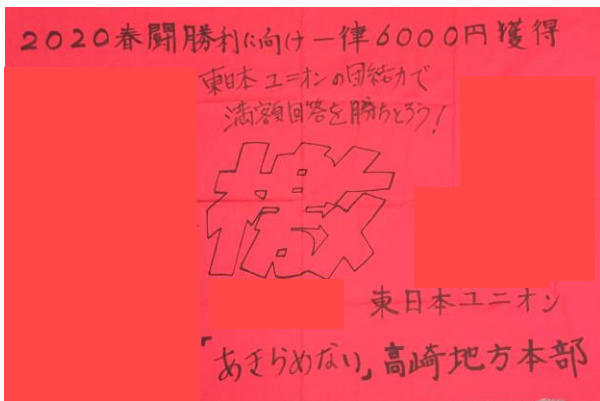 2020春闘勝利に向け一律6000円獲得
東日本ユニオンの団結力で
満額回答を勝ちとろう!
檄
東日本ユニオン
「あきらめない」高崎地方本部